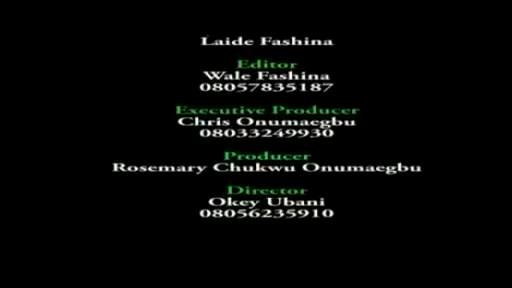 Laide Fashina
Editor
Wale Fashina
08057835187
Executive Producer
Chris Onumaegbu
08033249930
Producer
Rosemary Chukwu Onumaegbu
Director
Okey Ubani
08056235910